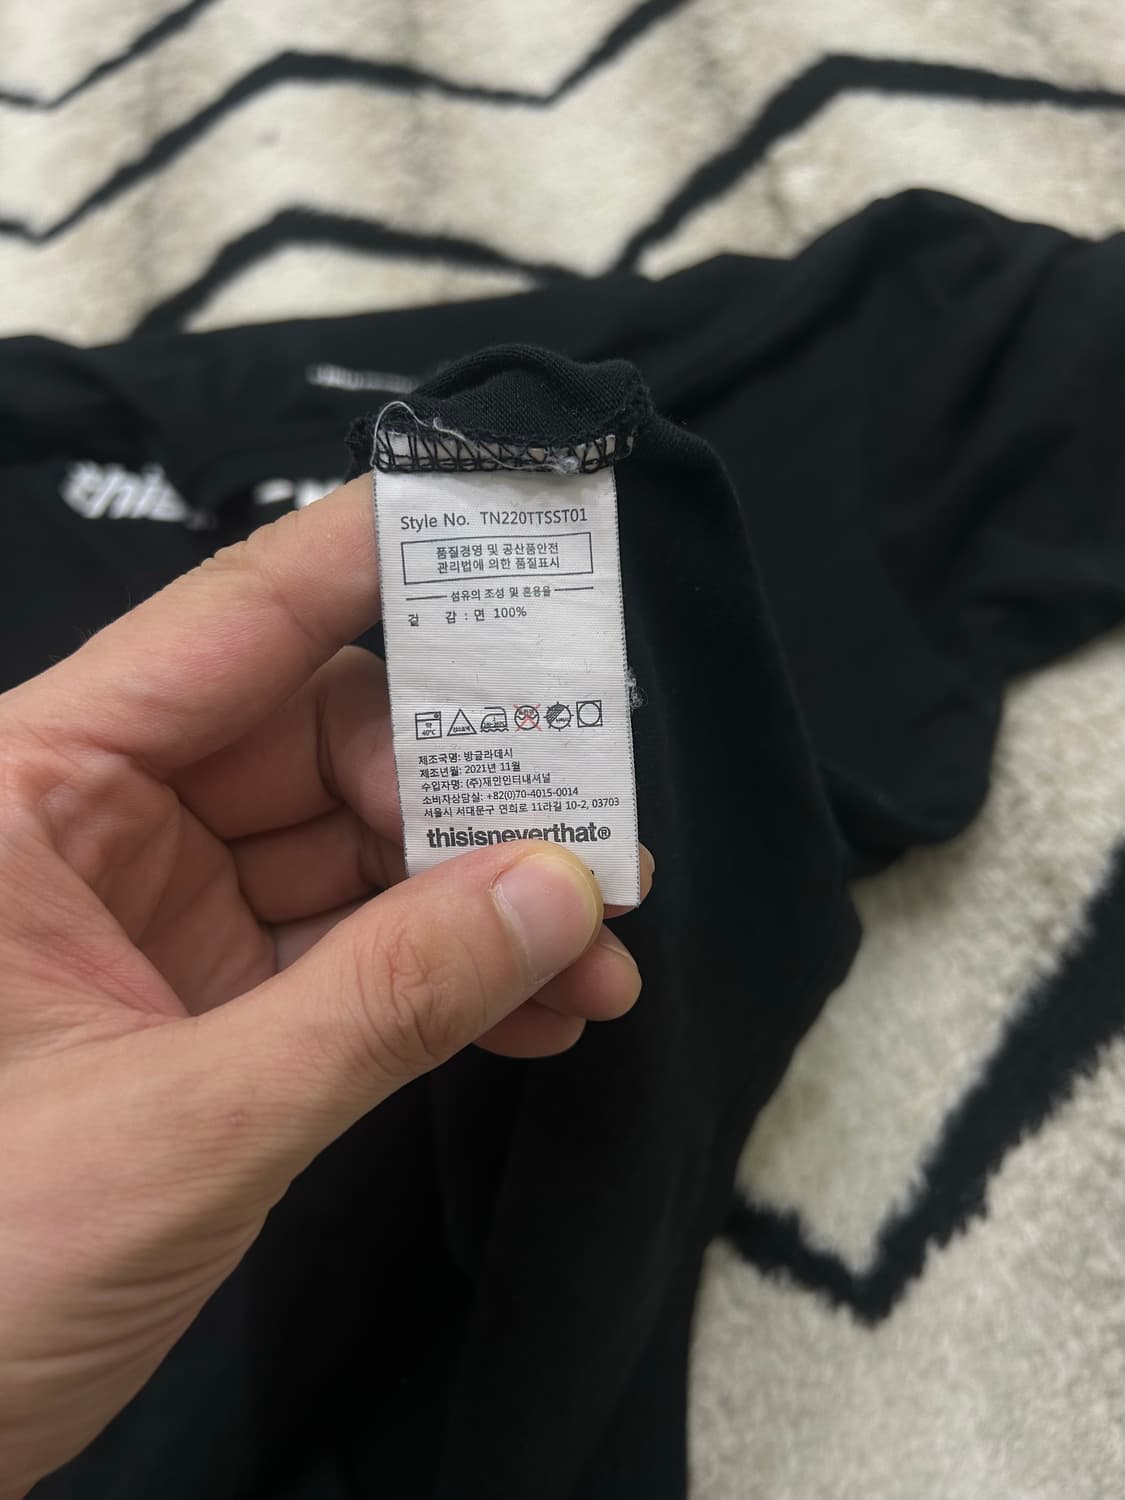 Style No. TN220TTSST01
품질경영 및 공산품안전
관리법에 의한 품질표시
섬유의 조성 및 혼용율
겉 감 : 면 100%
약
40℃
제조국명: 방글라데시
제조년월: 2021년 11월
수입자명: (주)재인인터내셔널
소비자상담실: +82(0)70-4015-0014
서울시 서대문구 연희로 11라길 10-2, 03703
thisisneverthat®